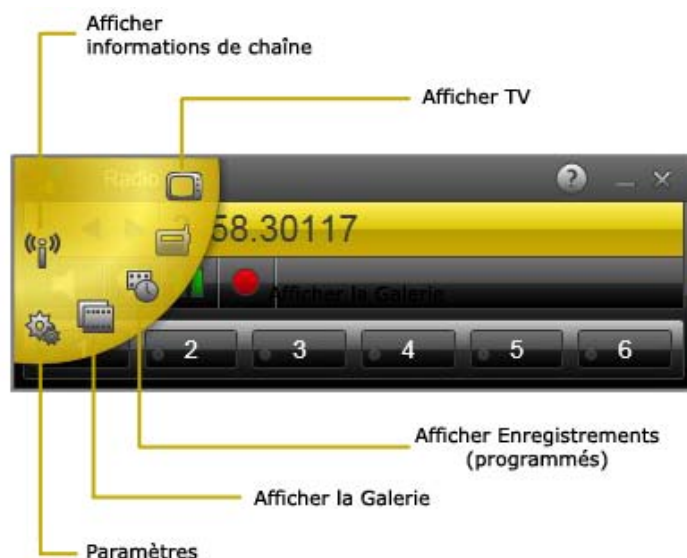 Afficher
informations de chaîne
Afficher TV
Radio
?
58.30117
Afficher la Galerie
2
3
4
5
6
Afficher Enregistrements
(programmés)
Afficher la Galerie
Paramètres